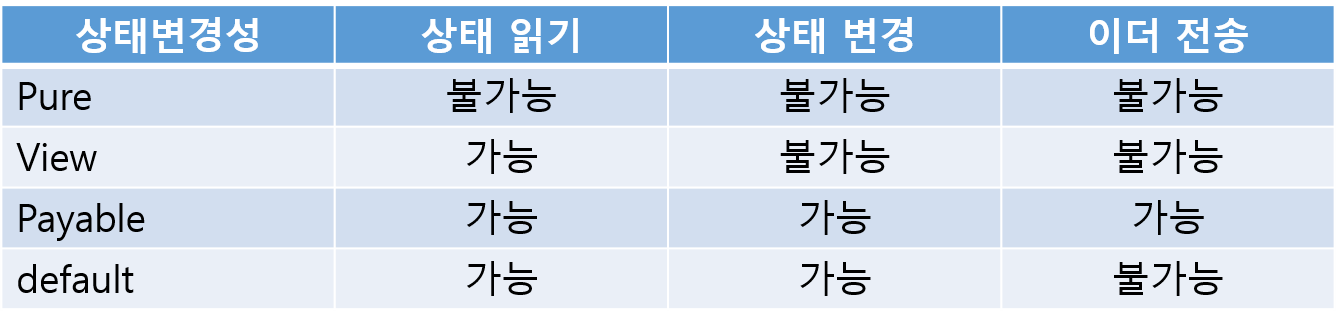 상태변경성 상태 읽기 상태 변경 이더 전송
Pure 불가능 불가능 불가능
View 가능 불가능 불가능
Payable 가능 가능 가능
default 가능 가능 불가능